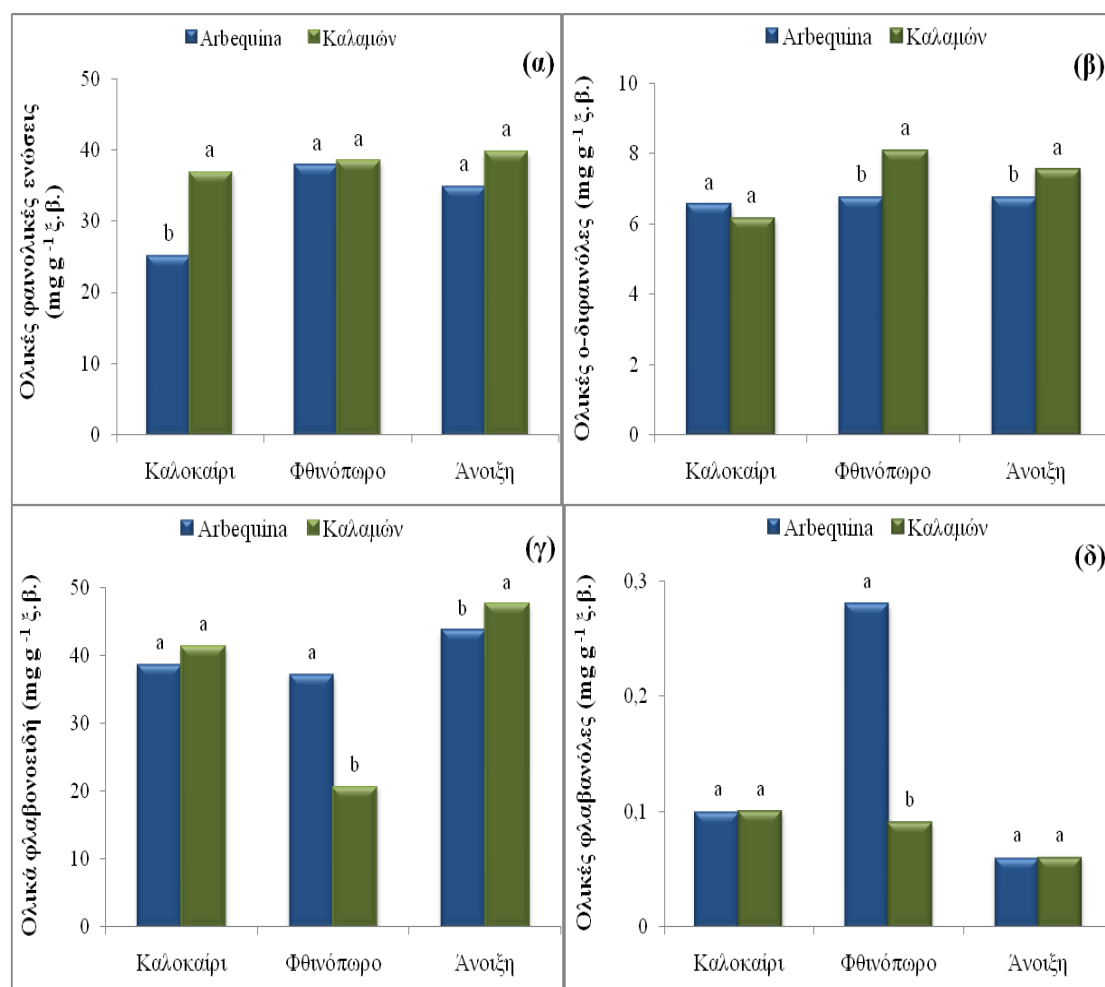 Arbequina Καλαμών
(α)
Ολικές φαινολικές ενώσεις
(mg g⁻¹ ξ.β.)
50
40
30
20
10
0
b a a a a a
Καλοκαίρι Φθινόπωρο Άνοιξη
Arbequina Καλαμών
(β)
Ολικές ο-διφαινόλες (mg g⁻¹ ξ.β.)
10
8
6
4
2
0
a a b a b a
Καλοκαίρι Φθινόπωρο Άνοιξη
Arbequina Καλαμών
(γ)
Ολικά φλαβονοειδή (mg g⁻¹ ξ.β.)
50
40
30
20
10
0
a a a b b a
Καλοκαίρι Φθινόπωρο Άνοιξη
Arbequina Καλαμών
(δ)
Ολικές φλαβανόλες (mg g⁻¹ ξ.β.)
0,3
0,2
0,1
0
a a a b a a
Καλοκαίρι Φθινόπωρο Άνοιξη